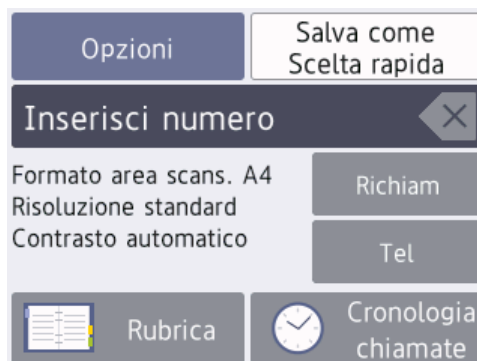 Opzioni
Salva come
Scelta rapida
Inserisci numero
Formato area scans. A4
Risoluzione standard
Contrasto automatico
Richiam
Tel
Rubrica
Cronologia
chiamate